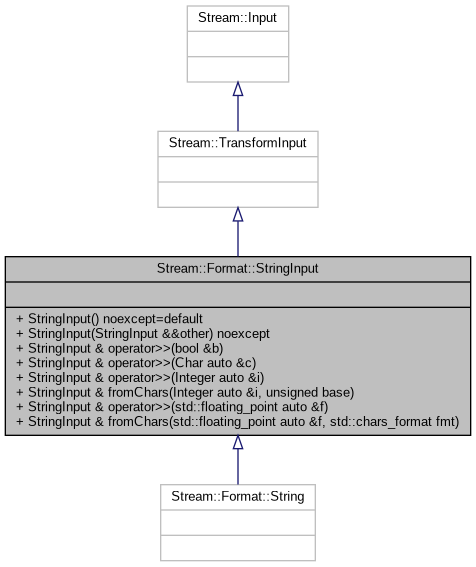 Stream::Input
Stream::TransformInput
Stream::Format::StringInput
+ StringInput() noexcept=default
+ StringInput(StringInput &&other) noexcept
+ StringInput & operator>>(bool &b)
+ StringInput & operator>>(Char auto &c)
+ StringInput & operator>>(Integer auto &i)
+ StringInput & fromChars(Integer auto &i, unsigned base)
+ StringInput & operator>>(std::floating_point auto &f)
+ StringInput & fromChars(std::floating_point auto &f, std::chars_format fmt)
Stream::Format::String